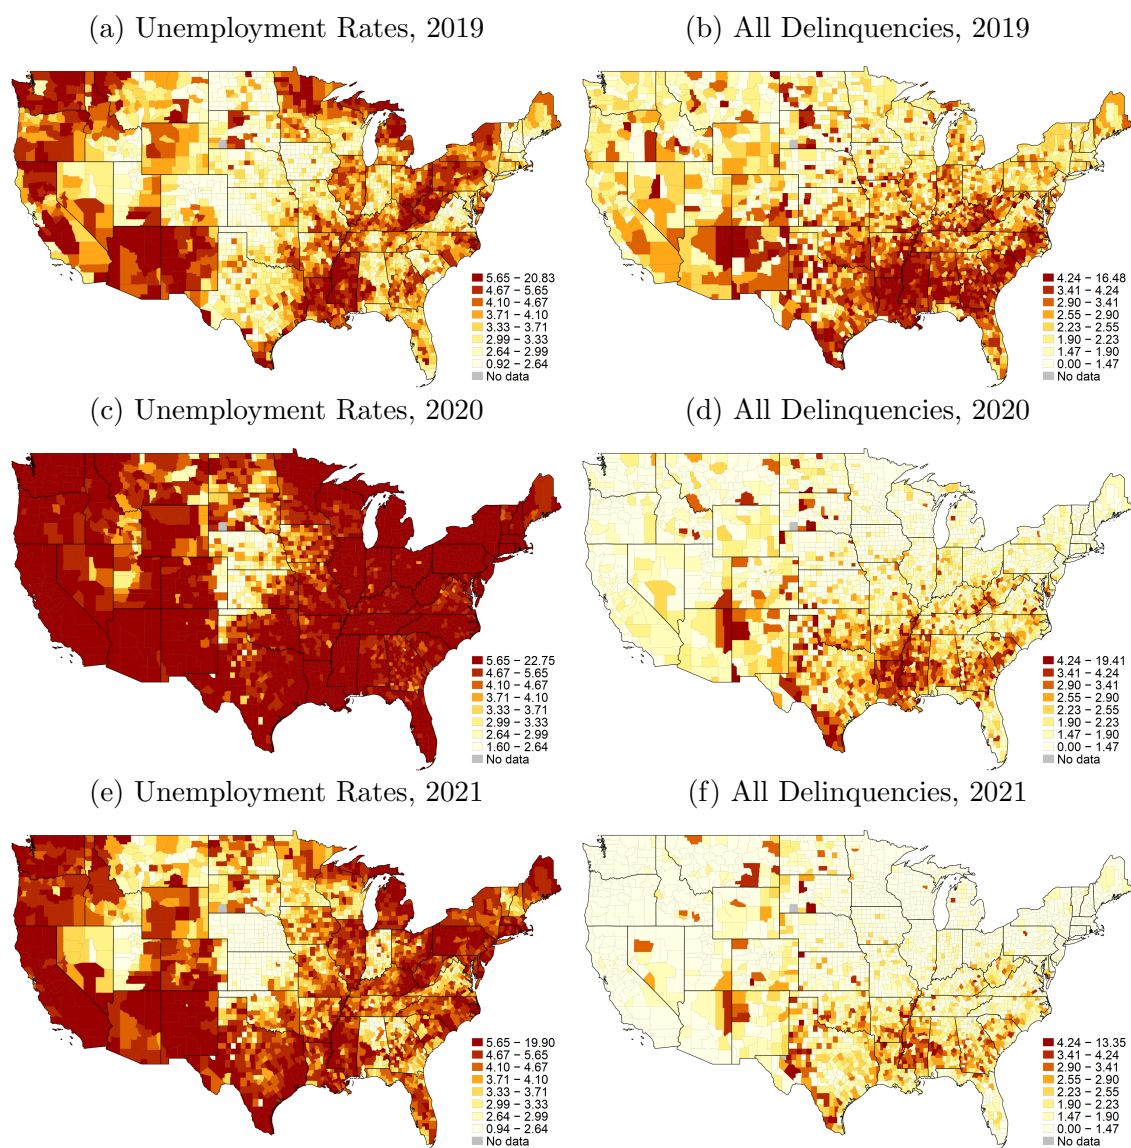 (a) Unemployment Rates, 2019
5.65 − 20.83
4.67 − 5.65
4.10 − 4.67
3.71 − 4.10
3.33 − 3.71
2.99 − 3.33
2.64 − 2.99
0.92 − 2.64
No data
(b) All Delinquencies, 2019
4.24 − 16.48
3.41 − 4.24
2.90 − 3.41
2.55 − 2.90
2.23 − 2.55
1.90 − 2.23
1.47 − 1.90
0.00 − 1.47
No data
(c) Unemployment Rates, 2020
5.65 − 22.75
4.67 − 5.65
4.10 − 4.67
3.71 − 4.10
3.33 − 3.71
2.99 − 3.33
2.64 − 2.99
1.60 − 2.64
No data
(d) All Delinquencies, 2020
4.24 − 19.41
3.41 − 4.24
2.90 − 3.41
2.55 − 2.90
2.23 − 2.55
1.90 − 2.23
1.47 − 1.90
0.00 − 1.47
No data
(e) Unemployment Rates, 2021
5.65 − 19.90
4.67 − 5.65
4.10 − 4.67
3.71 − 4.10
3.33 − 3.71
2.99 − 3.33
2.64 − 2.99
0.94 − 2.64
No data
(f) All Delinquencies, 2021
4.24 − 13.35
3.41 − 4.24
2.90 − 3.41
2.55 − 2.90
2.23 − 2.55
1.90 − 2.23
1.47 − 1.90
0.00 − 1.47
No data